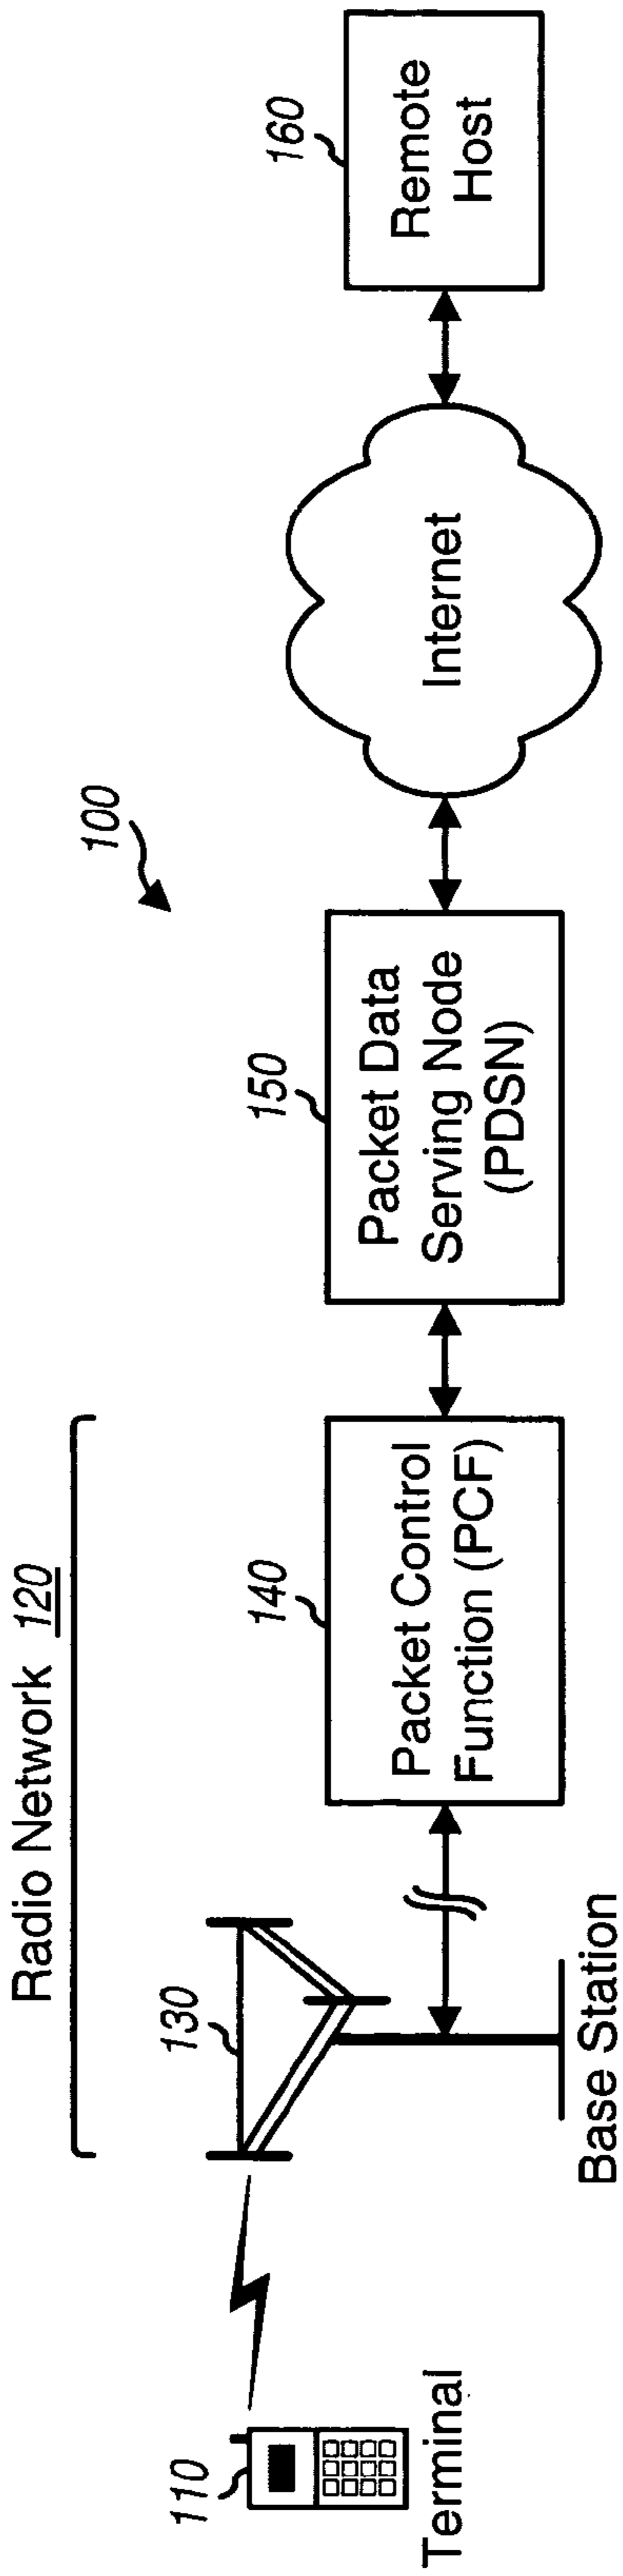 Radio Network 120
100
110
Terminal
130
Base Station
140
Packet Control
Function (PCF)
150
Packet Data
Serving Node
(PDSN)
Internet
160
Remote
Host